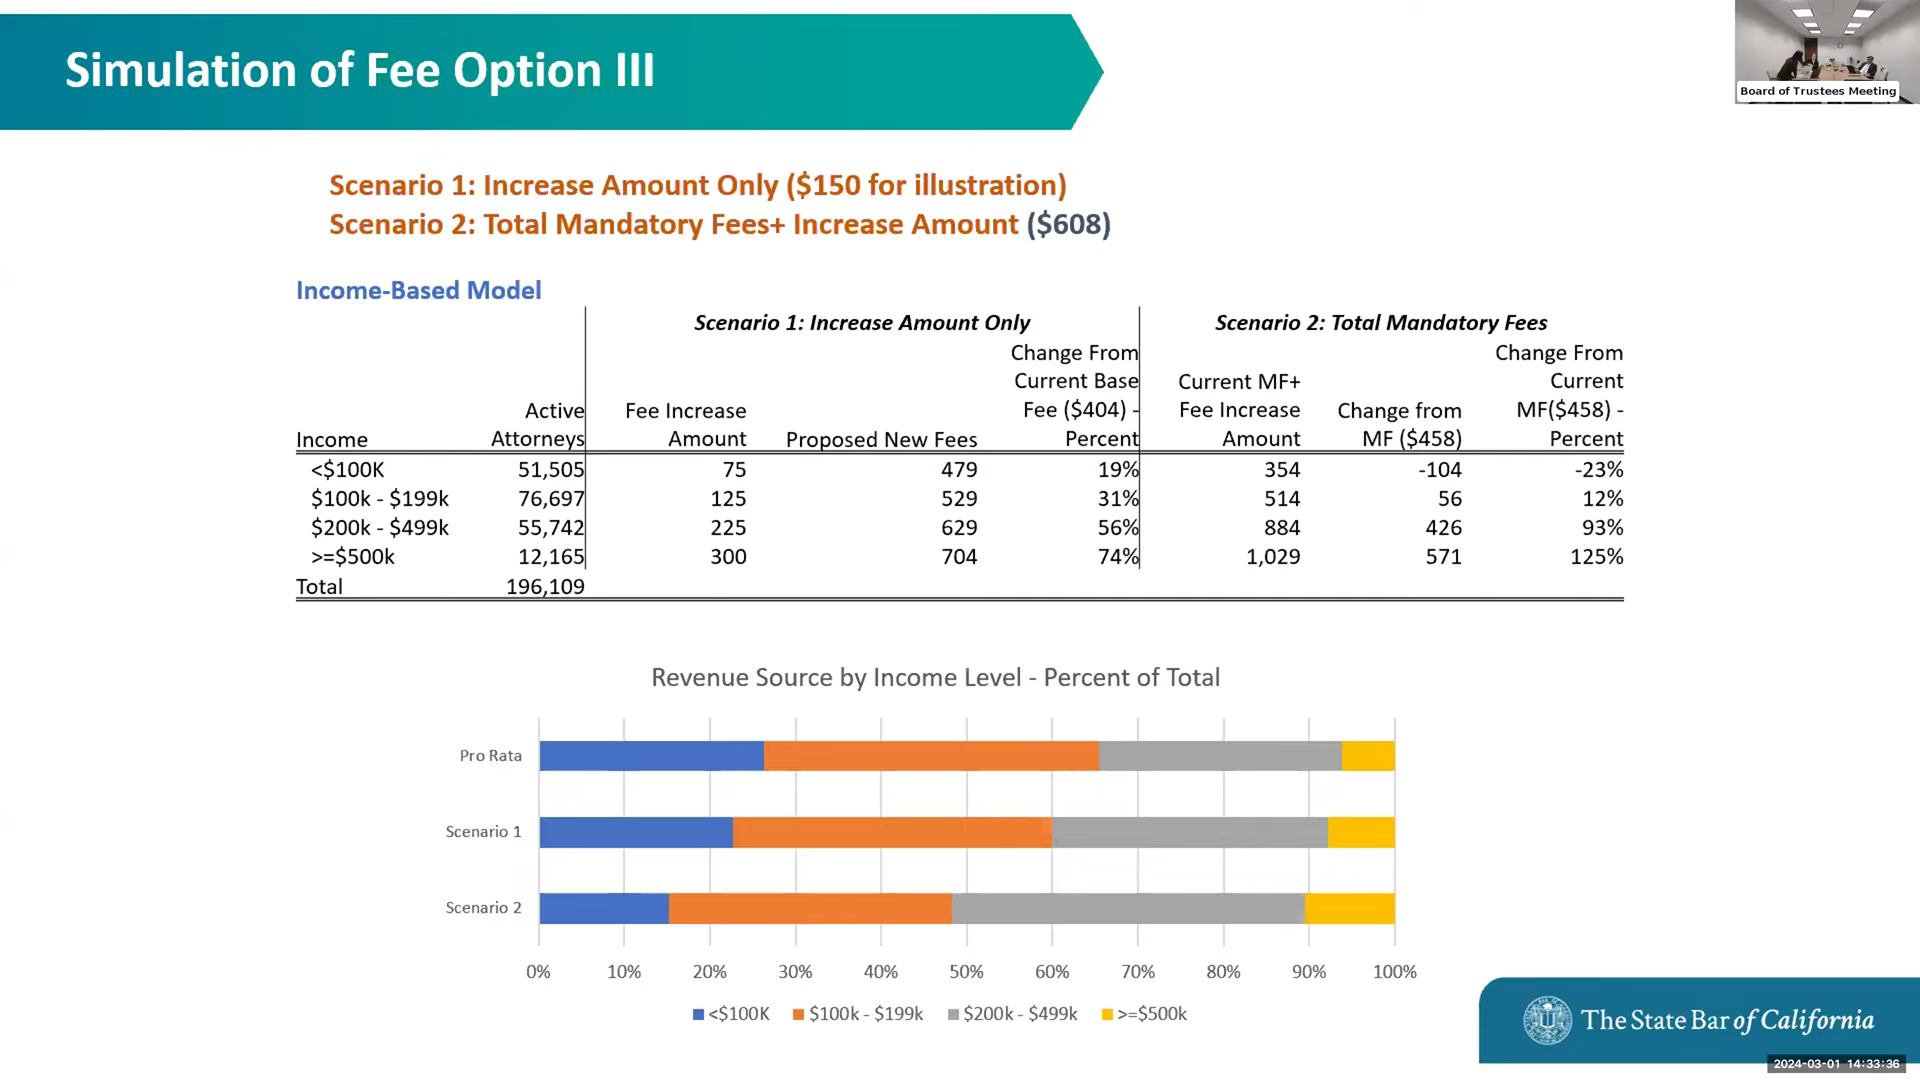 Simulation of Fee Option III
Board of Trustees Meeting
Scenario 1: Increase Amount Only ($150 for illustration)
Scenario 2: Total Mandatory Fees+ Increase Amount ($608)
Income-Based Model
Scenario 1: Increase Amount Only Scenario 2: Total Mandatory Fees
Change From Change From
Current Base Current MF+ Current
Active Fee Increase Fee ($404) - Fee Increase Change from MF($458) -
Income Attorneys Amount Proposed New Fees Percent Amount MF ($458) Percent
<$100K 51,505 75 479 19% 354 -104 -23%
$100k - $199k 76,697 125 529 31% 514 56 12%
$200k - $499k 55,742 225 629 56% 884 426 93%
>=$500k 12,165 300 704 74% 1,029 571 125%
Total 196,109
Revenue Source by Income Level - Percent of Total
Pro Rata
Scenario 1
Scenario 2
0% 10% 20% 30% 40% 50% 60% 70% 80% 90% 100%
<$100K $100k - $199k $200k - $499k >=$500k
The State Bar of California
2024-03-01 14:33:36